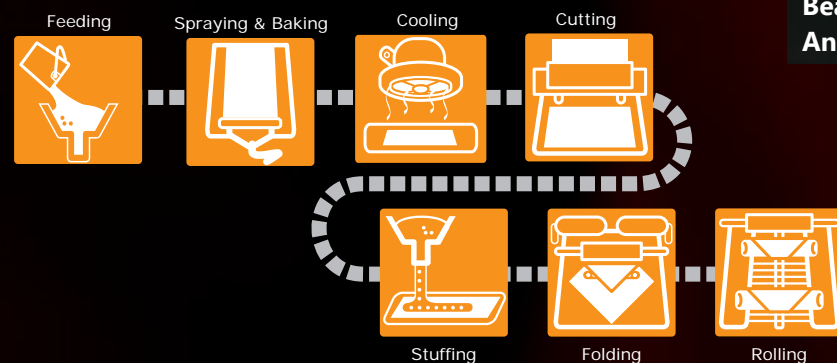 Feeding
Spraying & Baking
Cooling
Cutting
Stuffing
Folding
Rolling